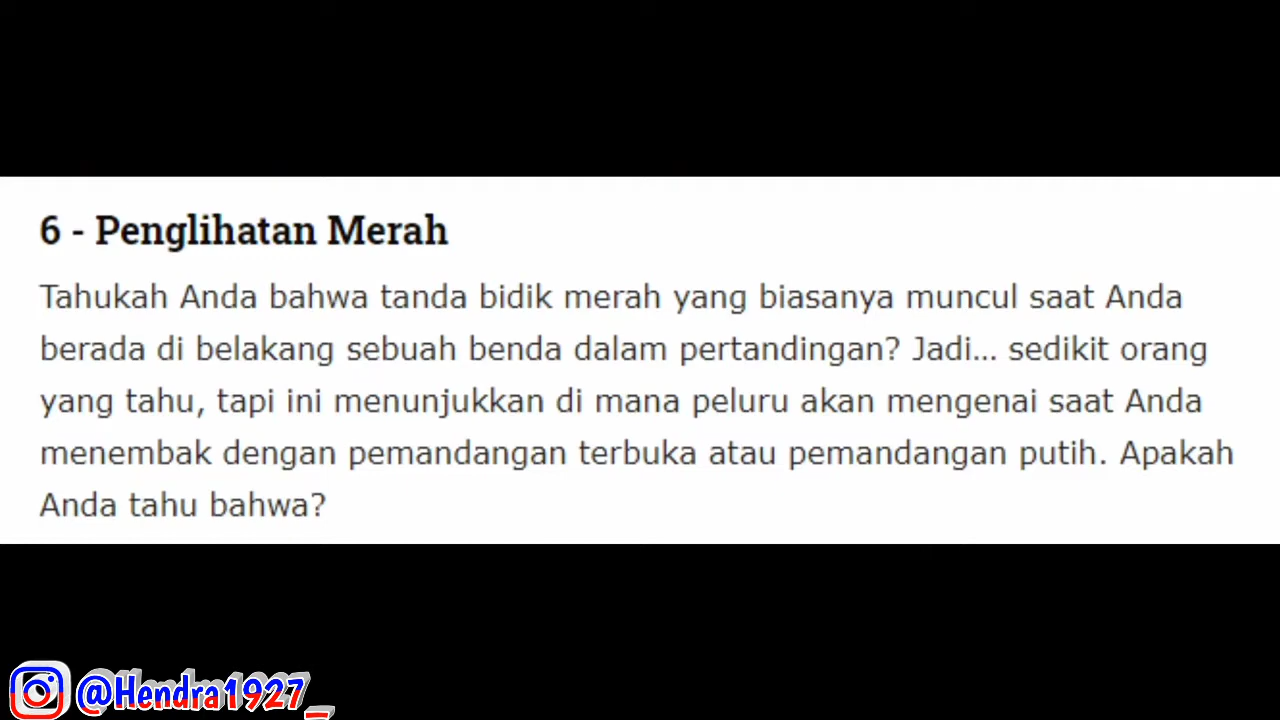 6 - Penglihatan Merah
Tahukah Anda bahwa tanda bidik merah yang biasanya muncul saat Anda
berada di belakang sebuah benda dalam pertandingan? Jadi... sedikit orang
yang tahu, tapi ini menunjukkan di mana peluru akan mengenai saat Anda
menembak dengan pemandangan terbuka atau pemandangan putih. Apakah
Anda tahu bahwa?
@Hendra1927_